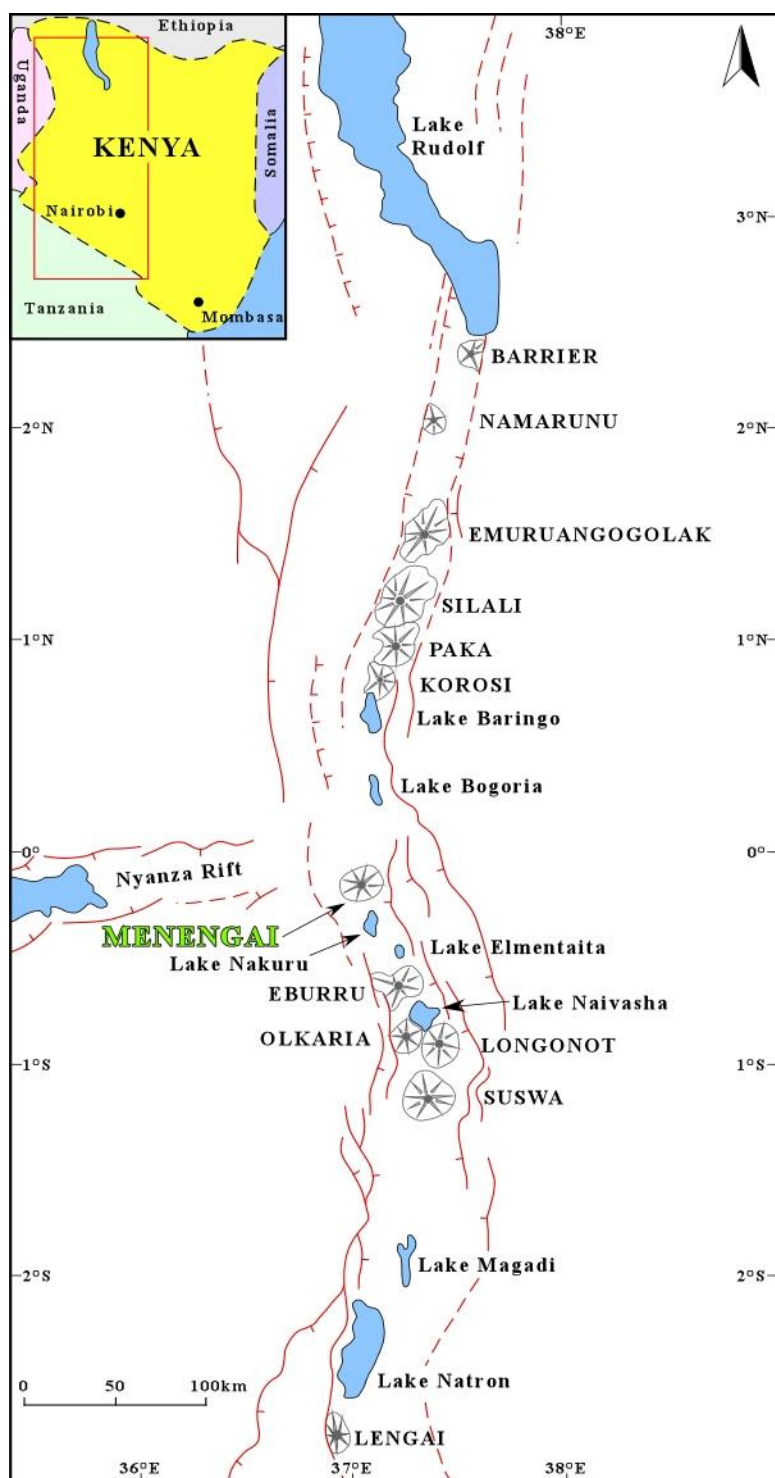 Ethiopia
Uganda
KENYA
Somalia
Nairobi
Tanzania
Mombasa
38°E
Lake
Rudolf
3°N
3°N
BARRIER
NAMARUNU
2°N
2°N
EMURUANGOGOLAK
SILALI
1°N
1°N
PAKA
KOROSI
Lake Baringo
Lake Bogoria
0°
0°
Nyanza Rift
MENENGAI
Lake Nakuru
Lake Elmentaita
EBURRU
Lake Naivasha
OLKARIA
LONGONOT
1°S
1°S
SUSWA
Lake Magadi
2°S
2°S
Lake Natron
0 50 100km
LENGAI
36°E 37°E 38°E